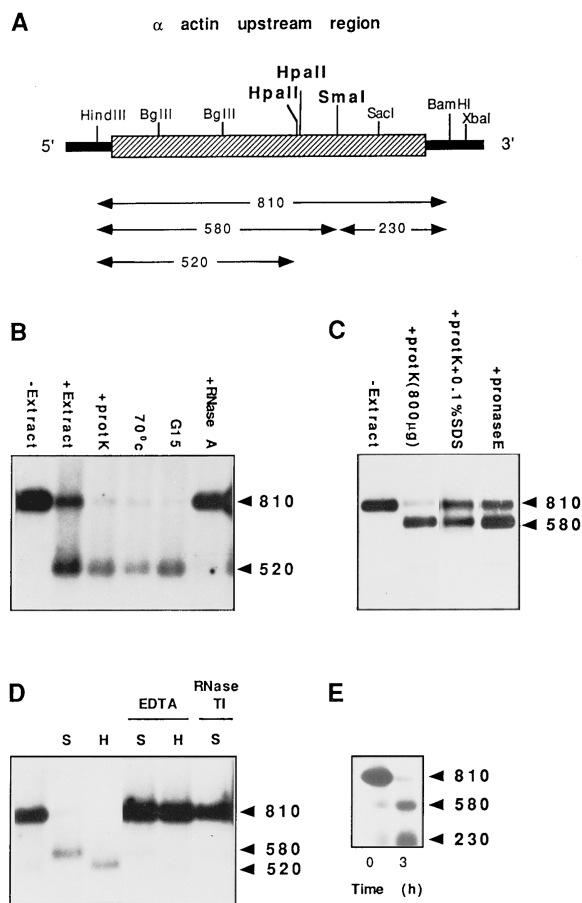 A
α actin upstream region
HpaII
HpaII SmaI
HindIII BglII BglII SacI BamHI
XbaI
5' 3'
810
580 230
520
B
-Extract +Extract +protK 70ºc G15 +RNase A
810
520
C
-Extract +protK(800µg) +protK+0.1%SDS +pronaseE
810
580
D
EDTA RNase TI
S H S H S
810
580
520
E
810
580
230
0 3
Time (h)